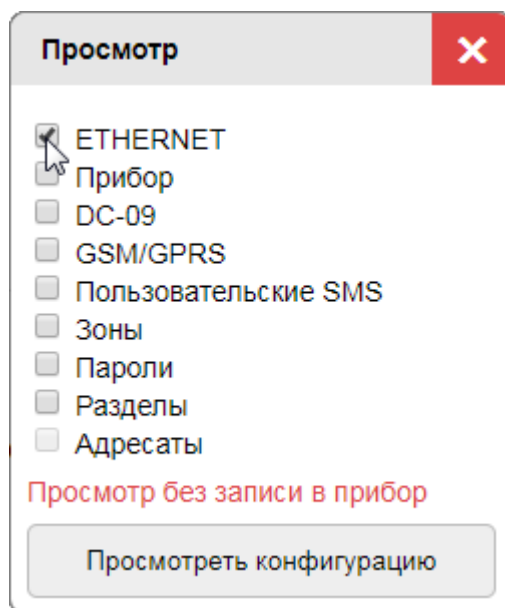 Просмотр
ETHERNET
Прибор
DC-09
GSM/GPRS
Пользовательские SMS
Зоны
Пароли
Разделы
Адресаты
Просмотр без записи в прибор
Просмотреть конфигурацию